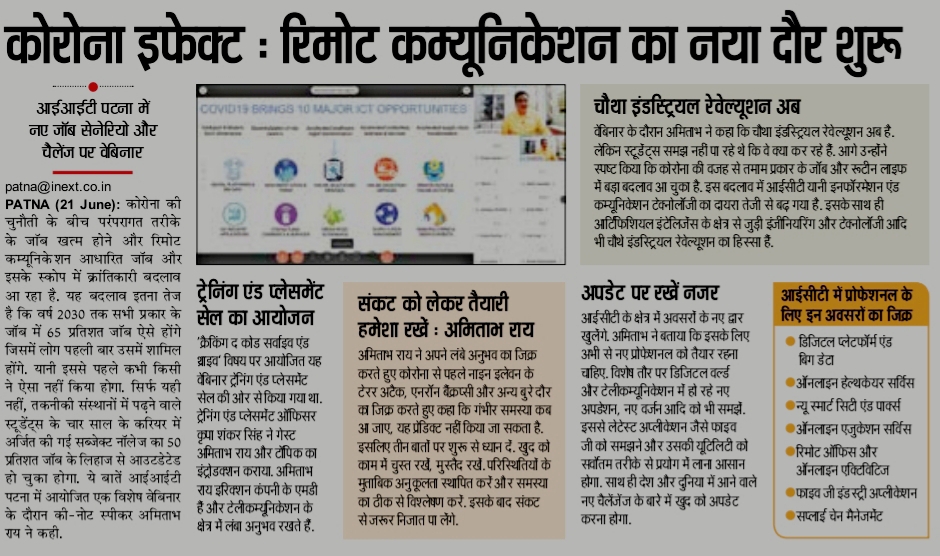 कोरोना इफेक्ट : रिमोट कम्यूनिकेशन का नया दौर शुरू
आईआईटी पटना में
नए जॉब सेनेरियो और
चैलेंज पर वेबिनार
patna@inext.co.in
PATNA (21 June): कोरोना की
चुनौती के बीच परंपरागत तरीके
के जॉब खत्म होने और रिमोट
कम्यूनिकेशन आधारित जॉब और
इसके स्कोप में क्रांतिकारी बदलाव
आ रहा है. यह बदलाव इतना तेज
है कि वर्ष 2030 तक सभी प्रकार के
जॉब में 65 प्रतिशत जॉब ऐसे होंगे
जिसमें लोग पहली बार उसमें शामिल
होंगे. यानी इससे पहले कभी किसी
ने ऐसा नहीं किया होगा. सिर्फ यही
नहीं, तकनीकी संस्थानों में पढ़ने वाले
स्टूडेंट्स के चार साल के करियर में
अर्जित की गई सब्जेक्ट नॉलेज का 50
प्रतिशत जॉब के लिहाज से आउटडेटेड
हो चुका होगा. ये बातें आईआईटी
पटना में आयोजित एक विशेष वेबिनार
के दौरान की-नोट स्पीकर अमिताभ
राय ने कही.
COVID19 BRINGS 10 MAJOR ICT OPPORTUNITIES
ट्रेनिंग एंड प्लेसमेंट
सेल का आयोजन
'क्रैकिंग द कोड सर्वाइव एंड
थ्राइव' विषय पर आयोजित यह
वेबिनार ट्रेनिंग एंड प्लेसमेंट
सेल की ओर से किया गया था.
ट्रेनिंग एंड प्लेसमेंट ऑफिसर
कृपा शंकर सिंह ने गेस्ट
अमिताभ राय और टॉपिक का
इंट्रोडक्शन कराया. अमिताभ
राय इरिक्शन कंपनी के एमडी
हैं और टेलीकम्यूनिकेशन के
क्षेत्र में लंबा अनुभव रखते हैं.
संकट को लेकर तैयारी
हमेशा रखें : अमिताभ राय
अमिताभ राय ने अपने लंबे अनुभव का जिक्र
करते हुए कोरोना से पहले नाइन इलेवन के
टेरर अटैक, एनरॉन बैंक्रप्सी और अन्य बुरे दौर
का जिक्र करते हुए कहा कि गंभीर समस्या कब
आ जाए, यह प्रेडिक्ट नहीं किया जा सकता है.
इसलिए तीन बातों पर शुरू से ध्यान दें. खुद को
काम में चुस्त रखें, मुस्तैद रखें. परिस्थितियों के
मुताबिक अनुकूलता स्थापित करें और समस्या
का ठीक से विश्लेषण करें. इसके बाद संकट
से जरूर निजात पा लेंगे.
चौथा इंडस्ट्रियल रेवेल्यूशन अब
वेबिनार के दौरान अमिताभ ने कहा कि चौथा इंडस्ट्रियल रेवेल्यूशन अब है.
लेकिन स्टूडेंट्स समझ नहीं पा रहे थे कि वे क्या कर रहे हैं. आगे उन्होंने
स्पष्ट किया कि कोरोना की वजह से तमाम प्रकार के जॉब और रूटीन लाइफ
में बड़ा बदलाव आ चुका है. इस बदलाव में आईसीटी यानी इनफॉरमेशन एंड
कम्यूनिकेशन टेक्नॉलॉजी का दायरा तेजी से बढ़ गया है. इसके साथ ही
आर्टिफिशियल इंटेलिजेंस के क्षेत्र से जुड़ी इंजीनियरिंग और टेक्नोलॉजी आदि
भी चौथे इंडस्ट्रियल रेवेल्यूशन का हिस्सा हैं.
अपडेट पर रखें नजर
आईसीटी के क्षेत्र में अवसरों के नए द्वार
खुलेंगे. अमिताभ ने बताया कि इसके लिए
अभी से नए प्रोफेशनल को तैयार रहना
चाहिए. विशेष तौर पर डिजिटल वर्ल्ड
और टेलीकम्यूनिकेशन में हो रहे नए
अपडेशन, नए वर्जन आदि को भी समझें.
इससे लेटेस्ट अप्लीकेशन जैसे फाइव
जी को समझने और उसकी यूटिलिटी को
सर्वोतम तरीके से प्रयोग में लाना आसान
होगा. साथ ही देश और दुनिया में आने वाले
नए चैलेंजेज के बारे में खुद को अपडेट
करना होगा.
आईसीटी में प्रोफेशनल के
लिए इन अवसरों का जिक्र
डिजिटल प्लेटफॉर्म एंड
बिग डेटा
ऑनलाइन हेल्थकेयर सर्विस
न्यू स्मार्ट सिटी एंड पार्क्स
ऑनलाइन एजुकेशन सर्विस
रिमोट ऑफिस और
ऑनलाइन एक्टिविटिज
फाइव जी इंडस्ट्री अप्लीकेशन
सप्लाई चेन मैनेजमेंट